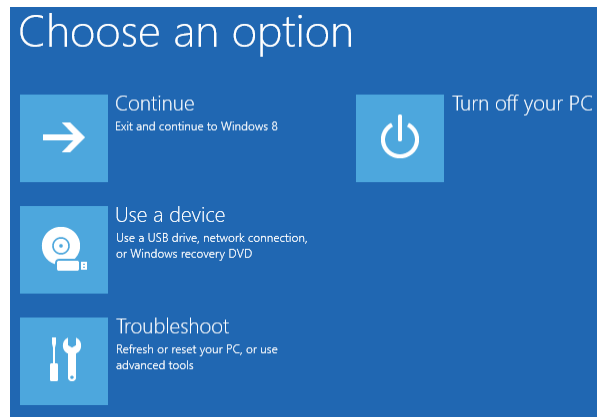 Choose an option
Continue
Exit and continue to Windows 8
Turn off your PC
Use a device
Use a USB drive, network connection,
or Windows recovery DVD
Troubleshoot
Refresh or reset your PC, or use
advanced tools